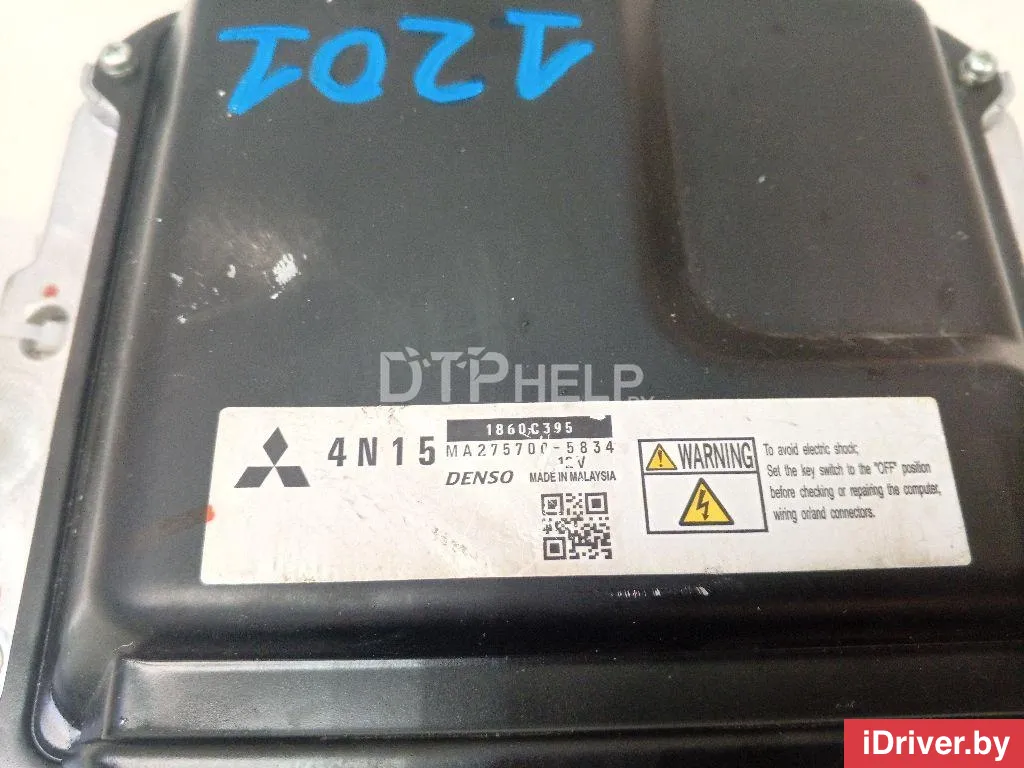 1201
DTPHELP.BY
4N15
1860C395
MA275700-5834
12V
DENSO MADE IN MALAYSIA
WARNING
To avoid electric shock;
Set the key switch to the "OFF" position
before checking or repairing the computer,
wiring or/and connectors.
iDriver.by